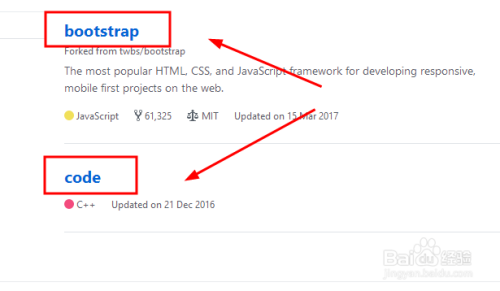 bootstrap
Forked from twbs/bootstrap
The most popular HTML, CSS, and JavaScript framework for developing responsive,
mobile first projects on the web.
JavaScript 61,325 MIT Updated on 15 Mar 2017
code
C++ Updated on 21 Dec 2016
Baidu 经验
jingyan.baidu.com